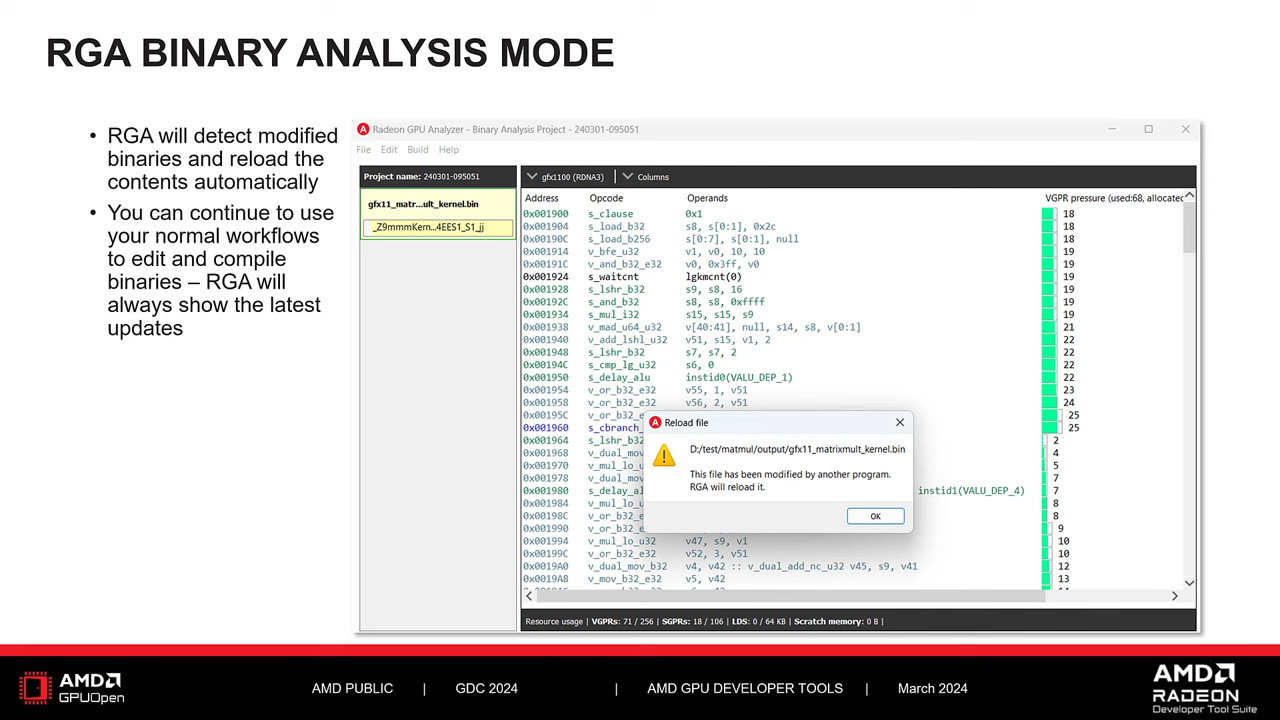 RGA BINARY ANALYSIS MODE
• RGA will detect modified
binaries and reload the
contents automatically
• You can continue to use
your normal workflows
to edit and compile
binaries – RGA will
always show the latest
updates
Radeon GPU Analyzer - Binary Analysis Project - 240301-095051
File Edit Build Help
Project name: 240301-095051
gfx11_matr...ult_kernel.bin
_Z9mmmKern...4EES1_S1_jj
gfx1100 (RDNA3) Columns
Address Opcode Operands VGPR pressure (used:68, allocated
0x001900 s_clause 0x1 18
0x001904 s_load_b32 s8, s[0:1], 0x2c 18
0x00190C s_load_b256 s[0:7], s[0:1], null 18
0x001914 v_bfe_u32 v1, v0, 10, 10 19
0x00191C v_and_b32_e32 v0, 0x3ff, v0 19
0x001924 s_waitcnt lgkmcnt(0) 19
0x001928 s_lshr_b32 s9, s8, 16 19
0x00192C s_and_b32 s8, s8, 0xffff 19
0x001934 s_mul_i32 s15, s15, s9 19
0x001938 v_mad_u64_u32 v[40:41], null, s14, s8, v[0:1] 21
0x001940 v_add_lshl_u32 v51, s15, v1, 2 22
0x001948 s_lshr_b32 s7, s7, 2 22
0x00194C s_cmp_lg_u32 s6, 0 22
0x001950 s_delay_alu instid0(VALU_DEP_1) 22
0x001954 v_or_b32_e32 v55, 1, v51 23
0x001958 v_or_b32_e32 v56, 2, v51 24
0x00195C v_or_b32_e3 25
0x001960 s_cbranch_ 25
0x001964 s_lshr_b3 2
0x001968 v_dual_mov 4
0x001970 v_mul_lo_u 5
0x001978 v_dual_mov 7
0x001980 s_delay_al instid1(VALU_DEP_4) 7
0x001984 v_mul_lo_u 8
0x00198C v_or_b32_e 8
0x001990 v_or_b32_e3 9
0x001994 v_mul_lo_u32 v47, s9, v1 10
0x00199C v_or_b32_e32 v52, 3, v51 10
0x0019A0 v_dual_mov_b32 v4, v42 :: v_dual_add_nc_u32 v45, s9, v41 12
0x0019A8 v_mov_b32_e32 v5, v42 13
Reload file
D:/test/matmul/output/gfx11_matrixmult_kernel.bin
This file has been modified by another program.
RGA will reload it.
OK
Resource usage | VGPRs: 71 / 256 | SGPRs: 18 / 106 | LDS: 0 / 64 KB | Scratch memory: 0 B |
AMD
GPUOpen
AMD PUBLIC | GDC 2024 | AMD GPU DEVELOPER TOOLS | March 2024
AMD
RADEON
Developer Tool Suite